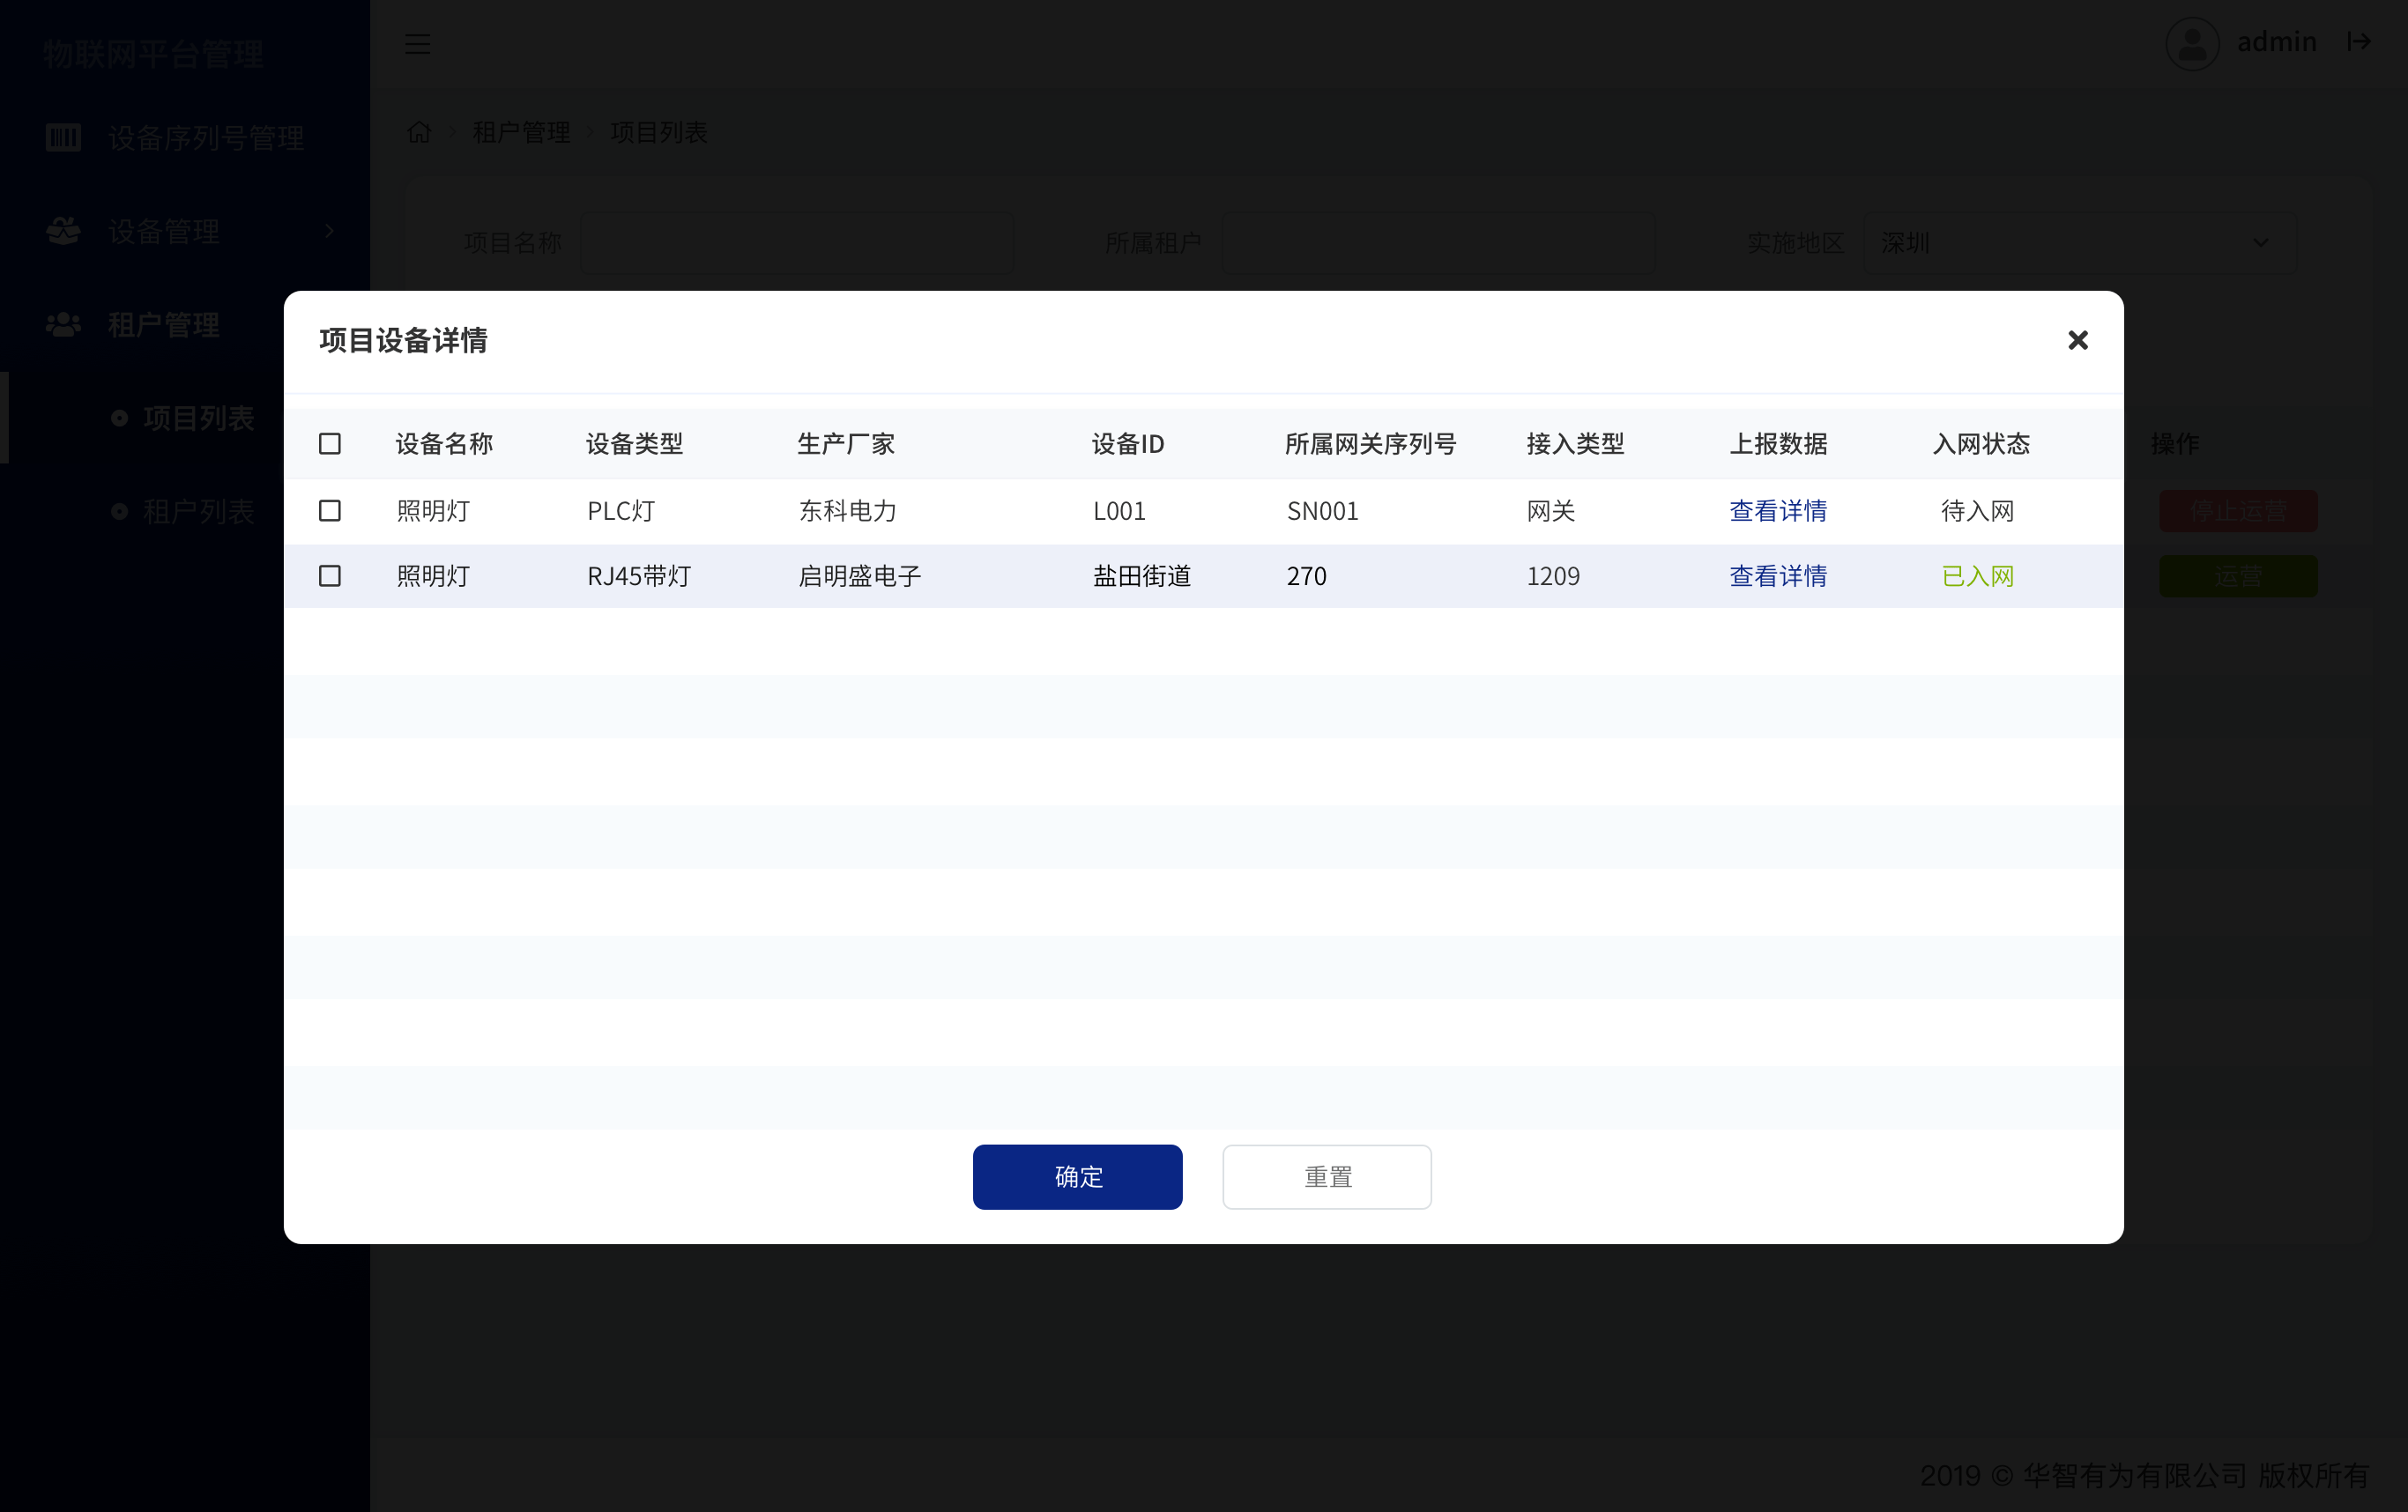 物联网平台管理
admin
设备序列号管理
租户管理 项目列表
设备管理
项目名称 所属租户 实施地区 深圳
租户管理
项目列表
租户列表
项目设备详情
设备名称 设备类型 生产厂家 设备ID 所属网关序列号 接入类型 上报数据 入网状态 操作
照明灯 PLC灯 东科电力 L001 SN001 网关 查看详情 待入网 停止运营
照明灯 RJ45带灯 启明盛电子 盐田街道 270 1209 查看详情 已入网 运营
确定 重置
2019 © 华智有为有限公司 版权所有